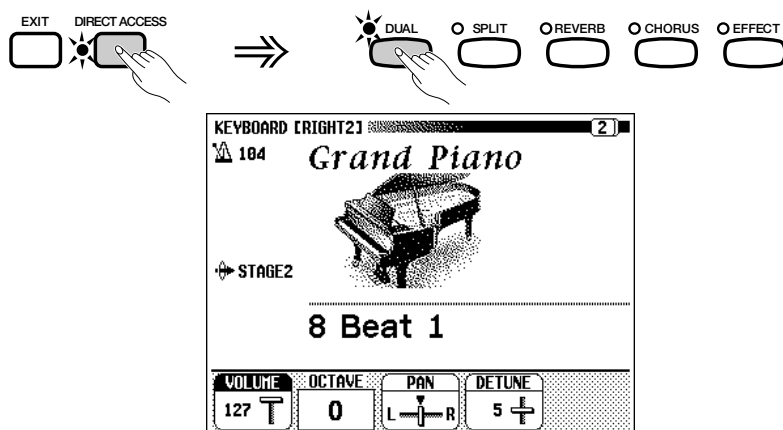 EXIT DIRECT ACCESS DUAL SPLIT REVERB CHORUS EFFECT
KEYBOARD [RIGHT2] 2
104 Grand Piano
STAGE2
8 Beat 1
VOLUME OCTAVE PAN DETUNE
127 0 L R 5